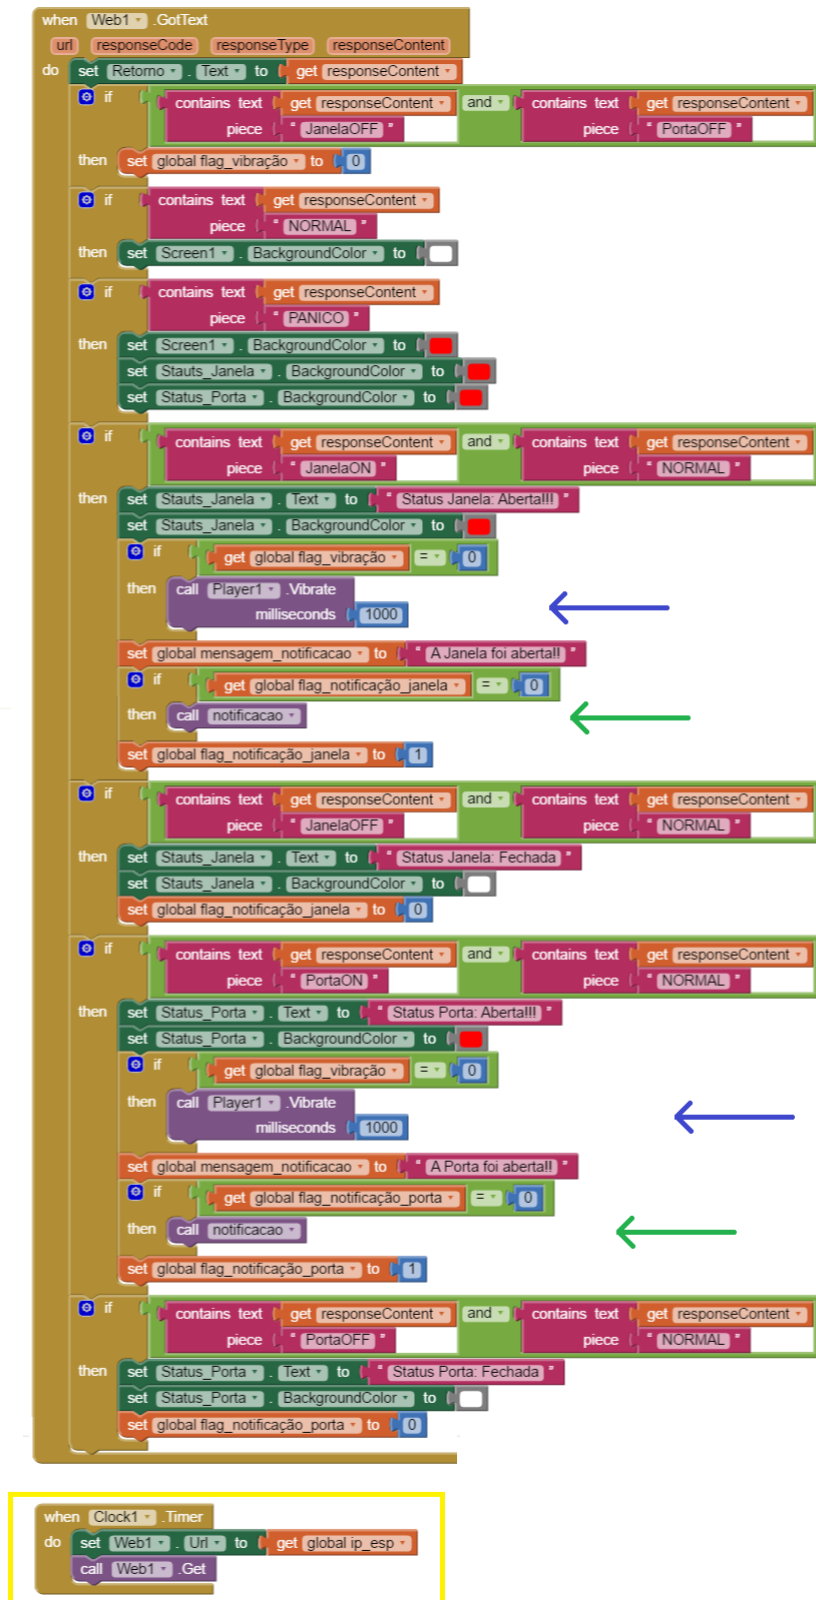 when Web1 .GotText
url responseCode responseType responseContent
do set Retorno . Text to get responseContent
if contains text get responseContent and contains text get responseContent
piece " JanelaOFF " piece " PortaOFF "
then set global flag_vibração to 0
if contains text get responseContent
piece " NORMAL "
then set Screen1 . BackgroundColor to
if contains text get responseContent
piece " PANICO "
then set Screen1 . BackgroundColor to
set Stauts_Janela . BackgroundColor to
set Status_Porta . BackgroundColor to
if contains text get responseContent and contains text get responseContent
piece " JanelaON " piece " NORMAL "
then set Stauts_Janela . Text to " Status Janela: Aberta!!! "
set Stauts_Janela . BackgroundColor to
if get global flag_vibração = 0
then call Player1 .Vibrate
milliseconds 1000
set global mensagem_notificacao to " A Janela foi aberta!! "
if get global flag_notificação_janela = 0
then call notificacao
set global flag_notificação_janela to 1
if contains text get responseContent and contains text get responseContent
piece " JanelaOFF " piece " NORMAL "
then set Stauts_Janela . Text to " Status Janela: Fechada "
set Stauts_Janela . BackgroundColor to
set global flag_notificação_janela to 0
if contains text get responseContent and contains text get responseContent
piece " PortaON " piece " NORMAL "
then set Status_Porta . Text to " Status Porta: Aberta!!! "
set Status_Porta . BackgroundColor to
if get global flag_vibração = 0
then call Player1 .Vibrate
milliseconds 1000
set global mensagem_notificacao to " A Porta foi aberta!! "
if get global flag_notificação_porta = 0
then call notificacao
set global flag_notificação_porta to 1
if contains text get responseContent and contains text get responseContent
piece " PortaOFF " piece " NORMAL "
then set Status_Porta . Text to " Status Porta: Fechada "
set Status_Porta . BackgroundColor to
set global flag_notificação_porta to 0
when Clock1 .Timer
do set Web1 . Url to get global ip_esp
call Web1 .Get